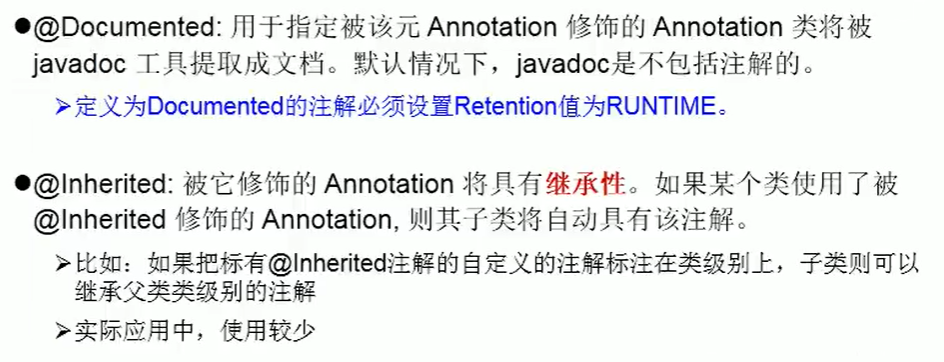 ●@Documented: 用于指定被该元 Annotation 修饰的 Annotation 类将被
javadoc 工具提取成文档。默认情况下，javadoc是不包括注解的。
➢定义为Documented的注解必须设置Retention值为RUNTIME。
●@Inherited: 被它修饰的 Annotation 将具有继承性。如果某个类使用了被
@Inherited 修饰的 Annotation, 则其子类将自动具有该注解。
➢比如：如果把标有@Inherited注解的自定义的注解标注在类级别上，子类则可以
继承父类类级别的注解
➢实际应用中，使用较少